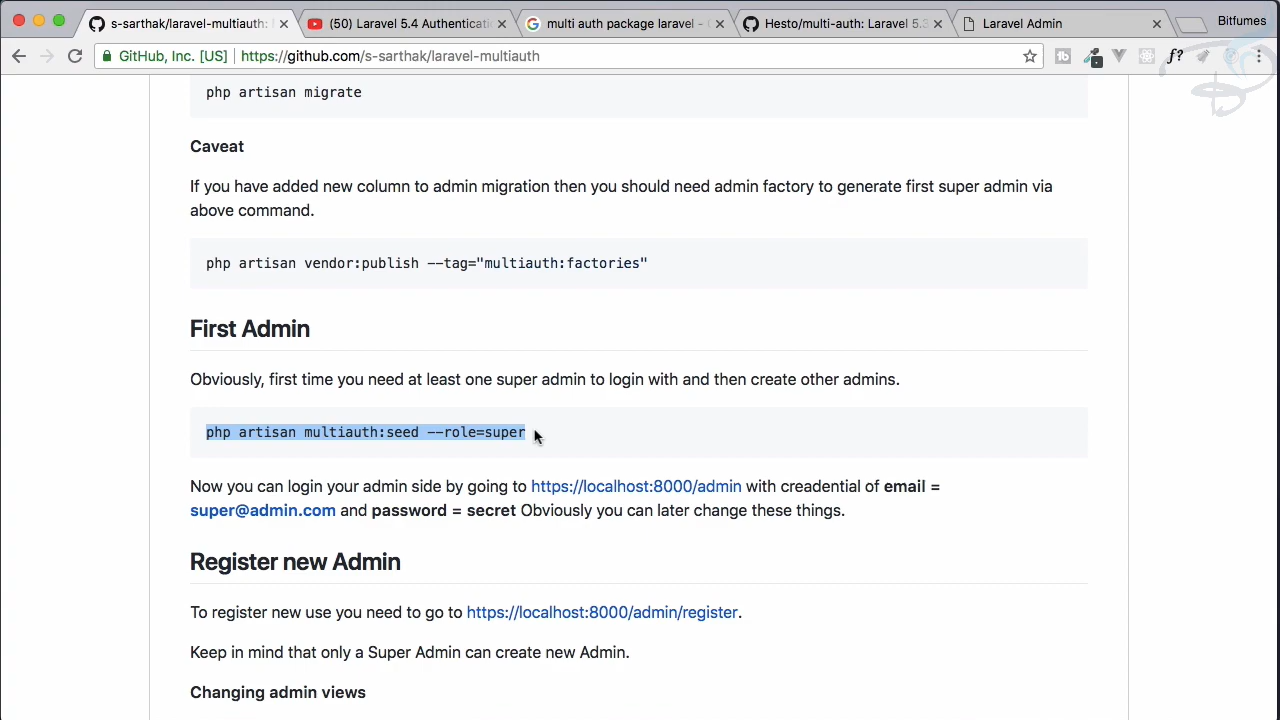 s-sarthak/laravel-multiauth:
(50) Laravel 5.4 Authenticatio
multi auth package laravel -
Hesto/multi-auth: Laravel 5.3
Laravel Admin
Bitfumes
GitHub, Inc. [US] https://github.com/s-sarthak/laravel-multiauth
php artisan migrate
Caveat
If you have added new column to admin migration then you should need admin factory to generate first super admin via
above command.
php artisan vendor:publish --tag="multiauth:factories"
First Admin
Obviously, first time you need at least one super admin to login with and then create other admins.
php artisan multiauth:seed --role=super
Now you can login your admin side by going to https://localhost:8000/admin with creadential of email =
super@admin.com and password = secret Obviously you can later change these things.
Register new Admin
To register new use you need to go to https://localhost:8000/admin/register.
Keep in mind that only a Super Admin can create new Admin.
Changing admin views